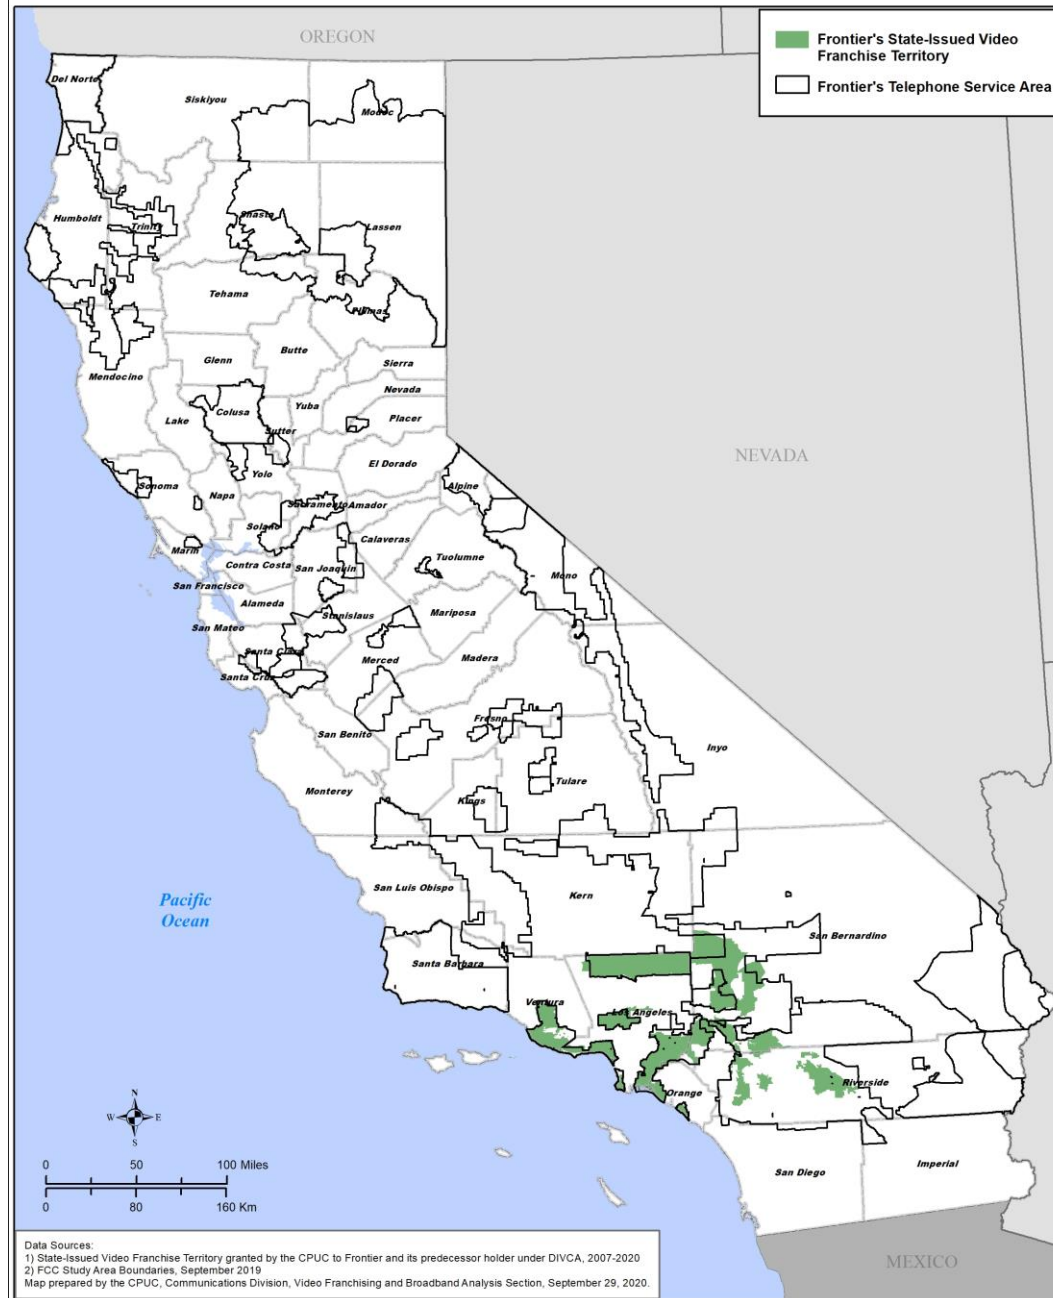 OREGON
Frontier's State-Issued Video
Franchise Territory
Frontier's Telephone Service Area
Del Norte
Siskiyou
Modoc
Humboldt
Trinity
Shasta
Lassen
Tehama
Plumas
Butte
Glenn
Sierra
Mendocino
Nevada
Lake
Colusa
Yuba
Placer
Sutter
NEVADA
El Dorado
Yolo
Sonoma
Napa
Alpine
Sacramento
Amador
Solano
Calaveras
Marin
Tuolumne
Contra Costa
San Joaquin
Mono
San Francisco
Alameda
Stanislaus
Mariposa
San Mateo
Santa Clara
Merced
Madera
Santa Cruz
Fresno
San Benito
Inyo
Monterey
Tulare
Kings
San Luis Obispo
Kern
Pacific
Ocean
San Bernardino
Santa Barbara
Ventura
Los Angeles
Riverside
Orange
N
W
E
S
San Diego
Imperial
0 50 100 Miles
0 80 160 Km
MEXICO
Data Sources:
1) State-Issued Video Franchise Territory granted by the CPUC to Frontier and its predecessor holder under DIVCA, 2007-2020
2) FCC Study Area Boundaries, September 2019
Map prepared by the CPUC, Communications Division, Video Franchising and Broadband Analysis Section, September 29, 2020.